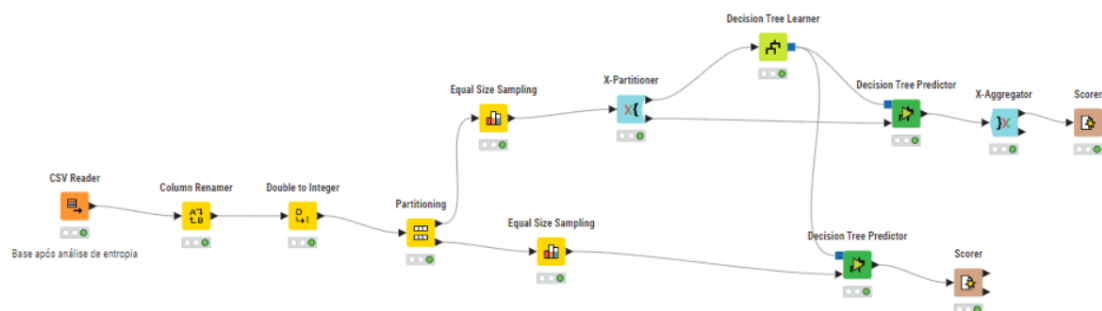 Decision Tree Learner
X-Partitioner
Decision Tree Predictor
X-Aggregator
Scorer
Equal Size Sampling
CSV Reader
Column Renamer
Double to Integer
Partitioning
Equal Size Sampling
Decision Tree Predictor
Scorer
Base após análise de entropia